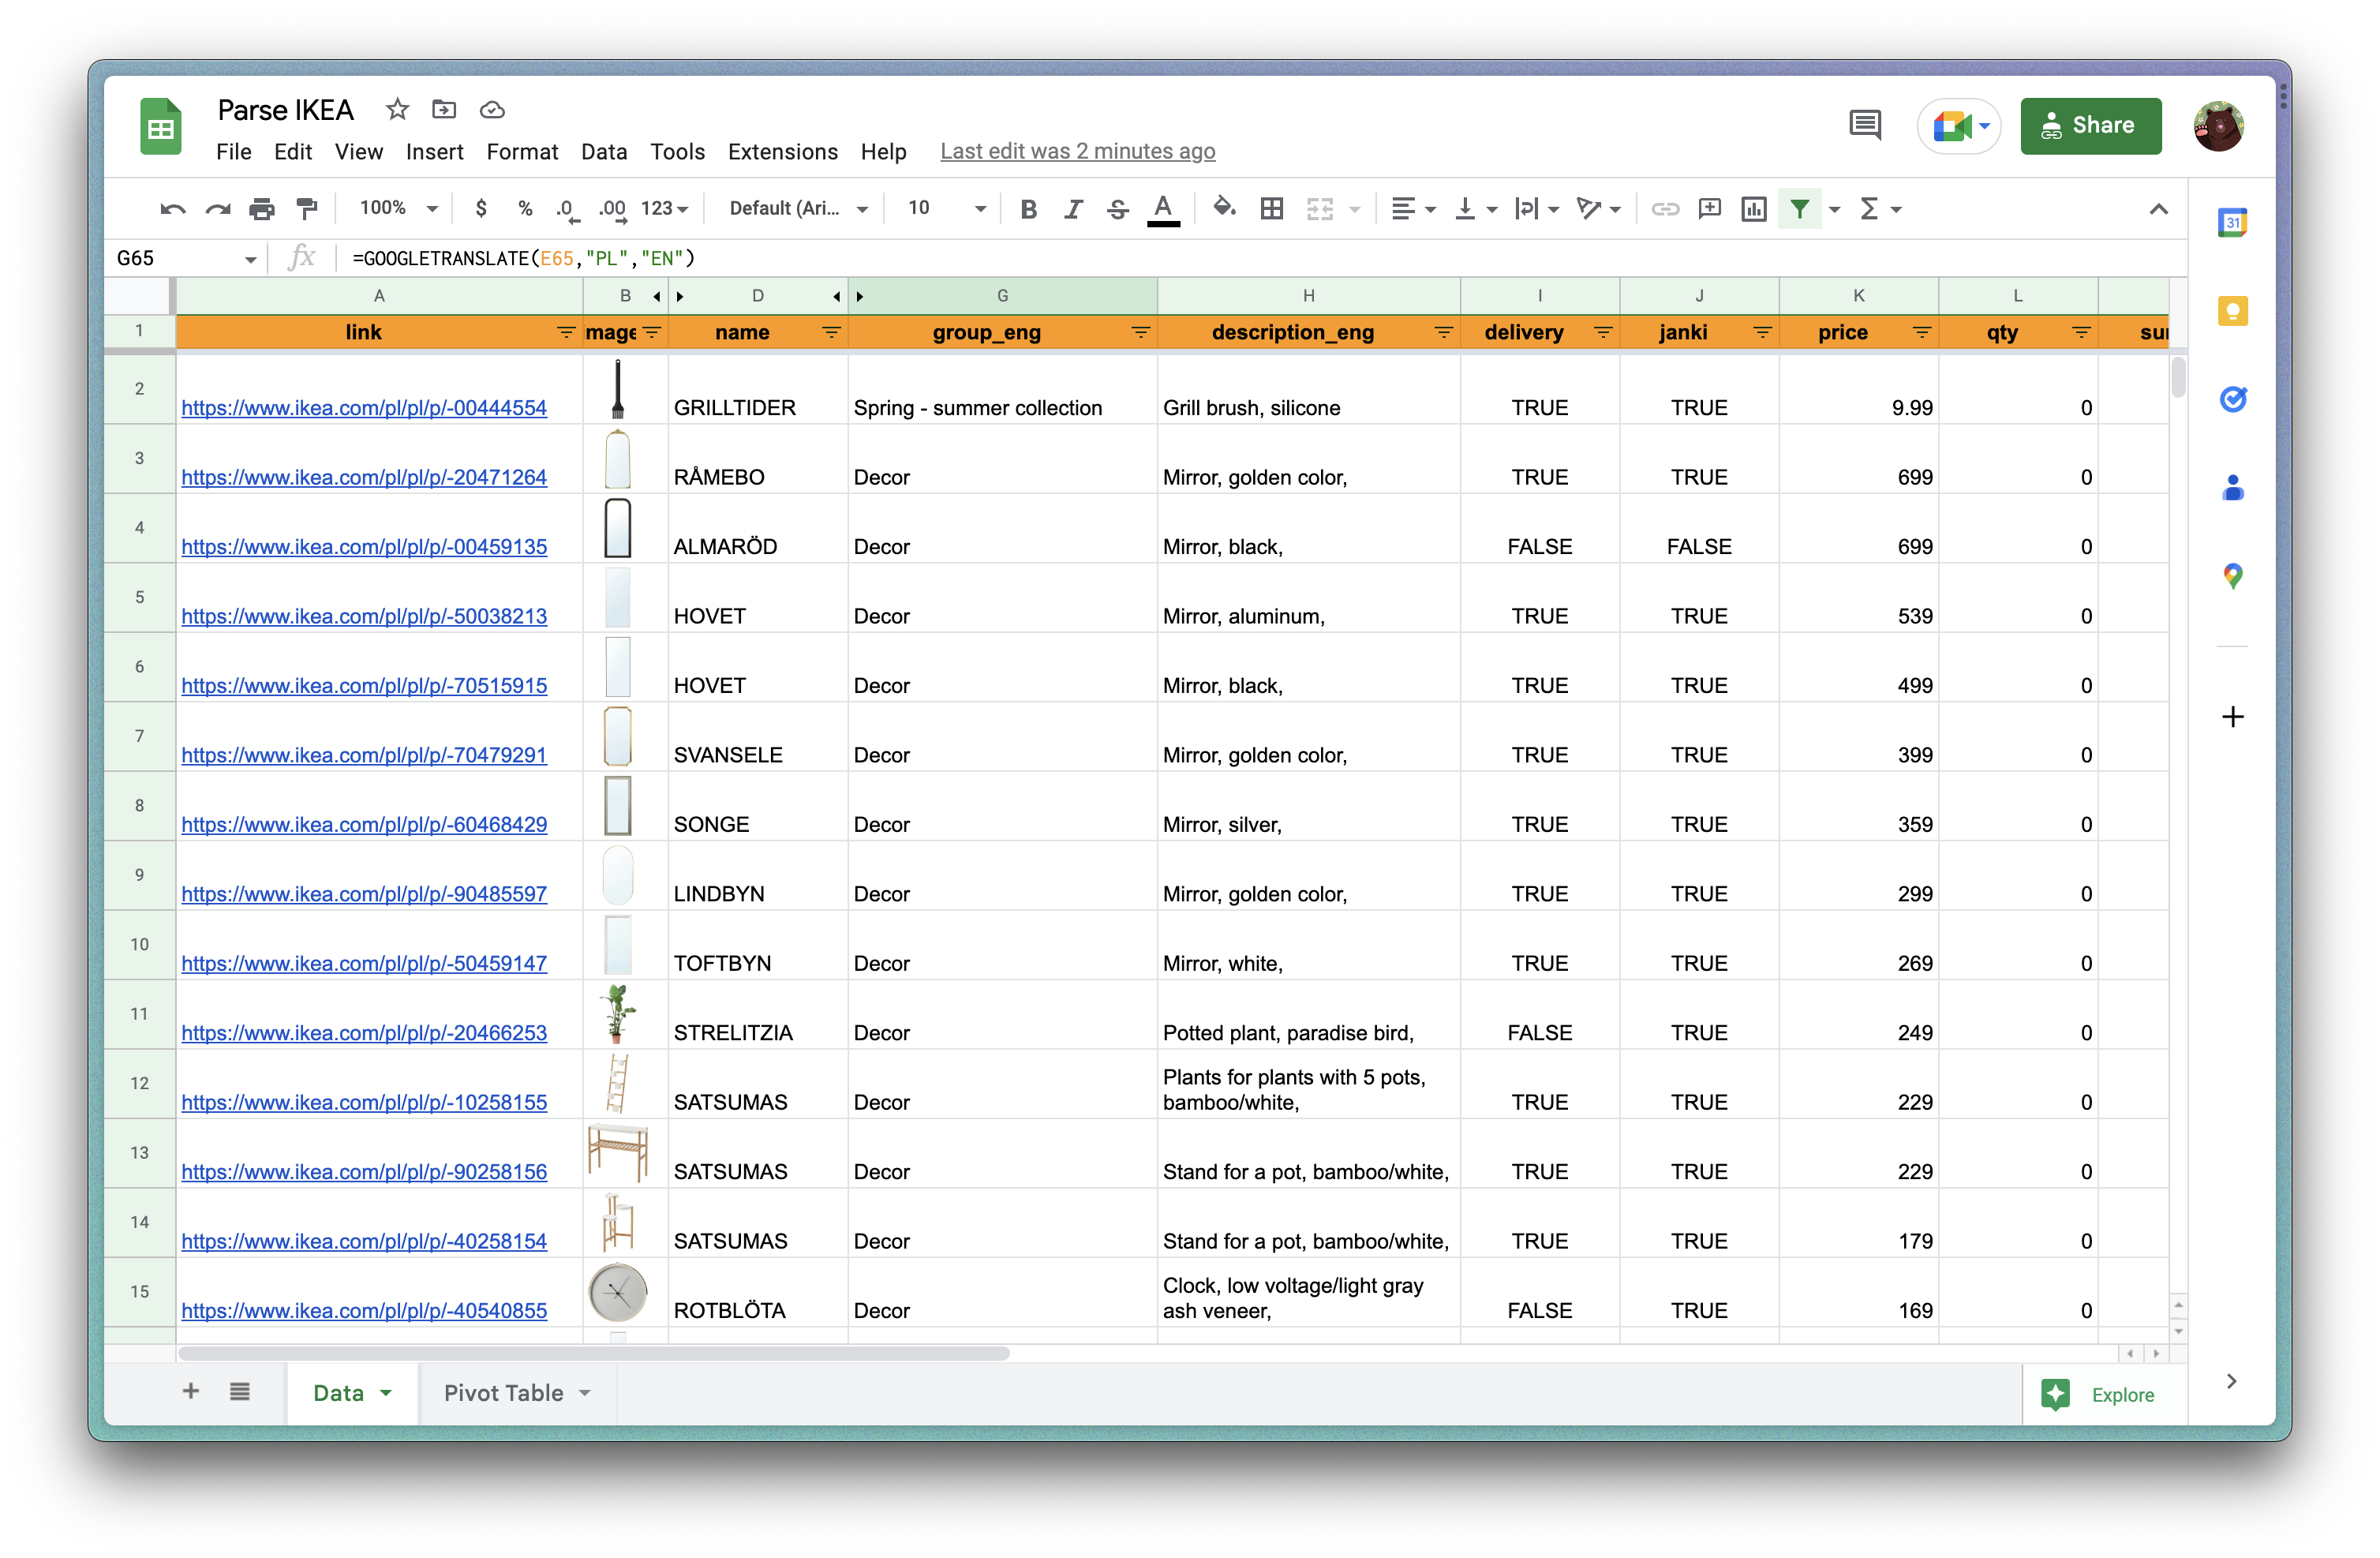 Parse IKEA
File Edit View Insert Format Data Tools Extensions Help Last edit was 2 minutes ago
Share
100% $ % .0 .00 123 Default (Ari... 10 B I S A Σ
31
G65 fx =GOOGLETRANSLATE(E65,"PL","EN")
A B D G H I J K L
1 link mage name group_eng description_eng delivery janki price qty su
2 https://www.ikea.com/pl/pl/p/-00444554 GRILLTIDER Spring - summer collection Grill brush, silicone TRUE TRUE 9.99 0
3 https://www.ikea.com/pl/pl/p/-20471264 RÅMEBO Decor Mirror, golden color, TRUE TRUE 699 0
4 https://www.ikea.com/pl/pl/p/-00459135 ALMARÖD Decor Mirror, black, FALSE FALSE 699 0
5 https://www.ikea.com/pl/pl/p/-50038213 HOVET Decor Mirror, aluminum, TRUE TRUE 539 0
6 https://www.ikea.com/pl/pl/p/-70515915 HOVET Decor Mirror, black, TRUE TRUE 499 0
7 https://www.ikea.com/pl/pl/p/-70479291 SVANSELE Decor Mirror, golden color, TRUE TRUE 399 0
8 https://www.ikea.com/pl/pl/p/-60468429 SONGE Decor Mirror, silver, TRUE TRUE 359 0
9 https://www.ikea.com/pl/pl/p/-90485597 LINDBYN Decor Mirror, golden color, TRUE TRUE 299 0
10 https://www.ikea.com/pl/pl/p/-50459147 TOFTBYN Decor Mirror, white, TRUE TRUE 269 0
11 https://www.ikea.com/pl/pl/p/-20466253 STRELITZIA Decor Potted plant, paradise bird, FALSE TRUE 249 0
12 https://www.ikea.com/pl/pl/p/-10258155 SATSUMAS Decor Plants for plants with 5 pots, bamboo/white, TRUE TRUE 229 0
13 https://www.ikea.com/pl/pl/p/-90258156 SATSUMAS Decor Stand for a pot, bamboo/white, TRUE TRUE 229 0
14 https://www.ikea.com/pl/pl/p/-40258154 SATSUMAS Decor Stand for a pot, bamboo/white, TRUE TRUE 179 0
15 https://www.ikea.com/pl/pl/p/-40540855 ROTBLÖTA Decor Clock, low voltage/light gray ash veneer, FALSE TRUE 169 0
Data Pivot Table Explore